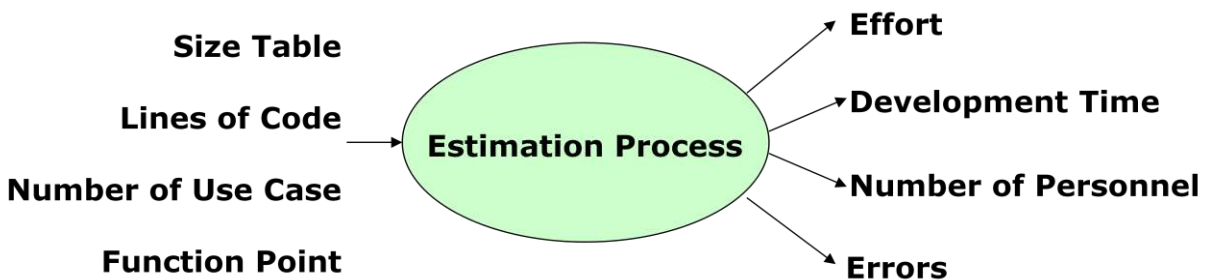 Size Table
Lines of Code
Number of Use Case
Function Point
Estimation Process
Effort
Development Time
Number of Personnel
Errors